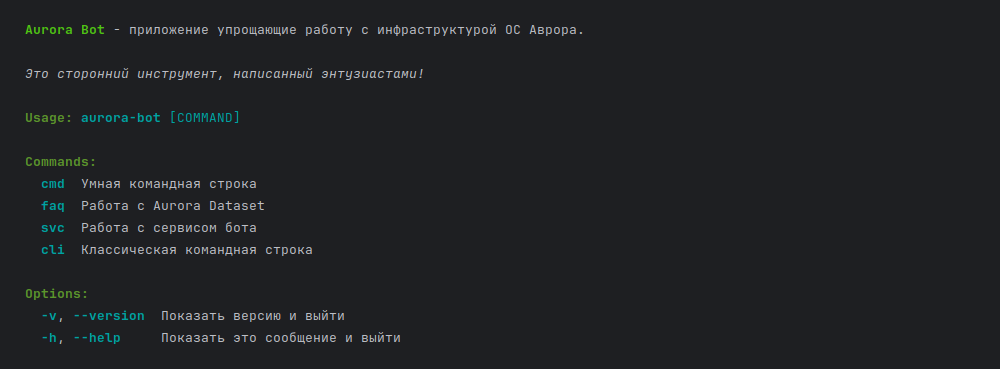 Aurora Bot - приложение упрощающие работу с инфраструктурой ОС Аврора.
Это сторонний инструмент, написанный энтузиастами!
Usage: aurora-bot [COMMAND]
Commands:
cmd  Умная командная строка
faq  Работа с Aurora Dataset
svc  Работа с сервисом бота
cli  Классическая командная строка
Options:
-v, --version  Показать версию и выйти
-h, --help     Показать это сообщение и выйти